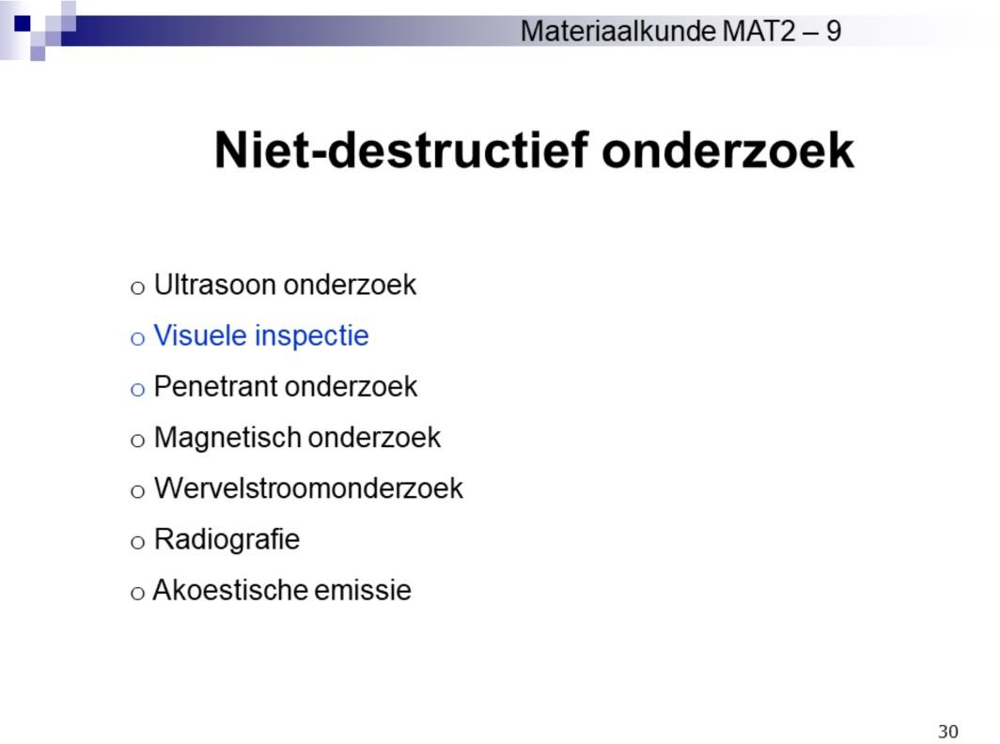 Materiaalkunde MAT2 – 9
Niet-destructief onderzoek
o Ultrasoon onderzoek
o Visuele inspectie
o Penetrant onderzoek
o Magnetisch onderzoek
o Wervelstroomonderzoek
o Radiografie
o Akoestische emissie
30